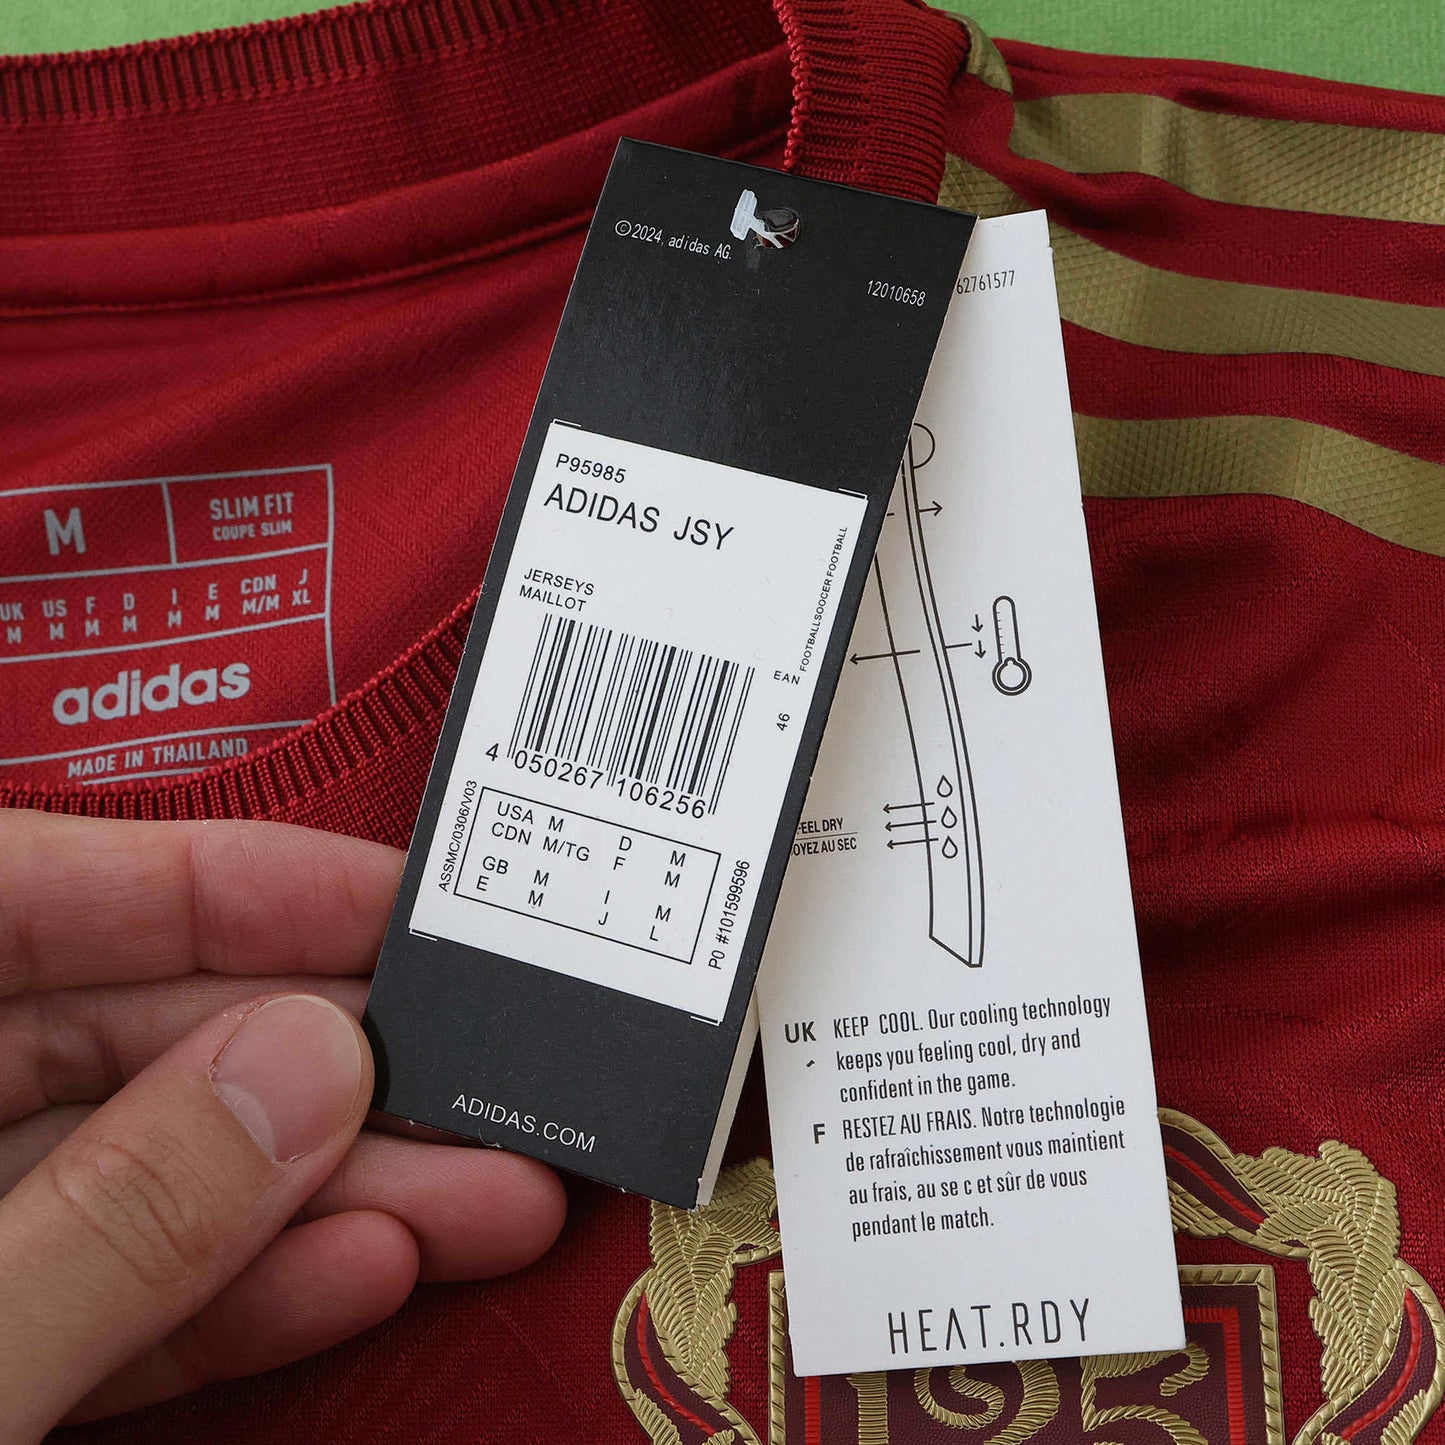 ©2024, adidas AG.
12010658
62761577
P95985
ADIDAS JSY
JERSEYS
MAILLOT
FOOTBALLSOOCER FOOTBALL
EAN
46
4 050267 106256
ASSMC/0306/V03
USA M D M
CDN M/TG F M
GB M I M
E M J L
PO #101599596
ADIDAS.COM
M
SLIM FIT
COUPE SLIM
UK US F D I E CDN J
M M M M M M M/M XL
adidas
MADE IN THAILAND
FEEL DRY
OYEZ AU SEC
UK KEEP COOL. Our cooling technology
keeps you feeling cool, dry and
confident in the game.
F RESTEZ AU FRAIS. Notre technologie
de rafraîchissement vous maintient
au frais, au se c et sûr de vous
pendant le match.
HEAT.RDY